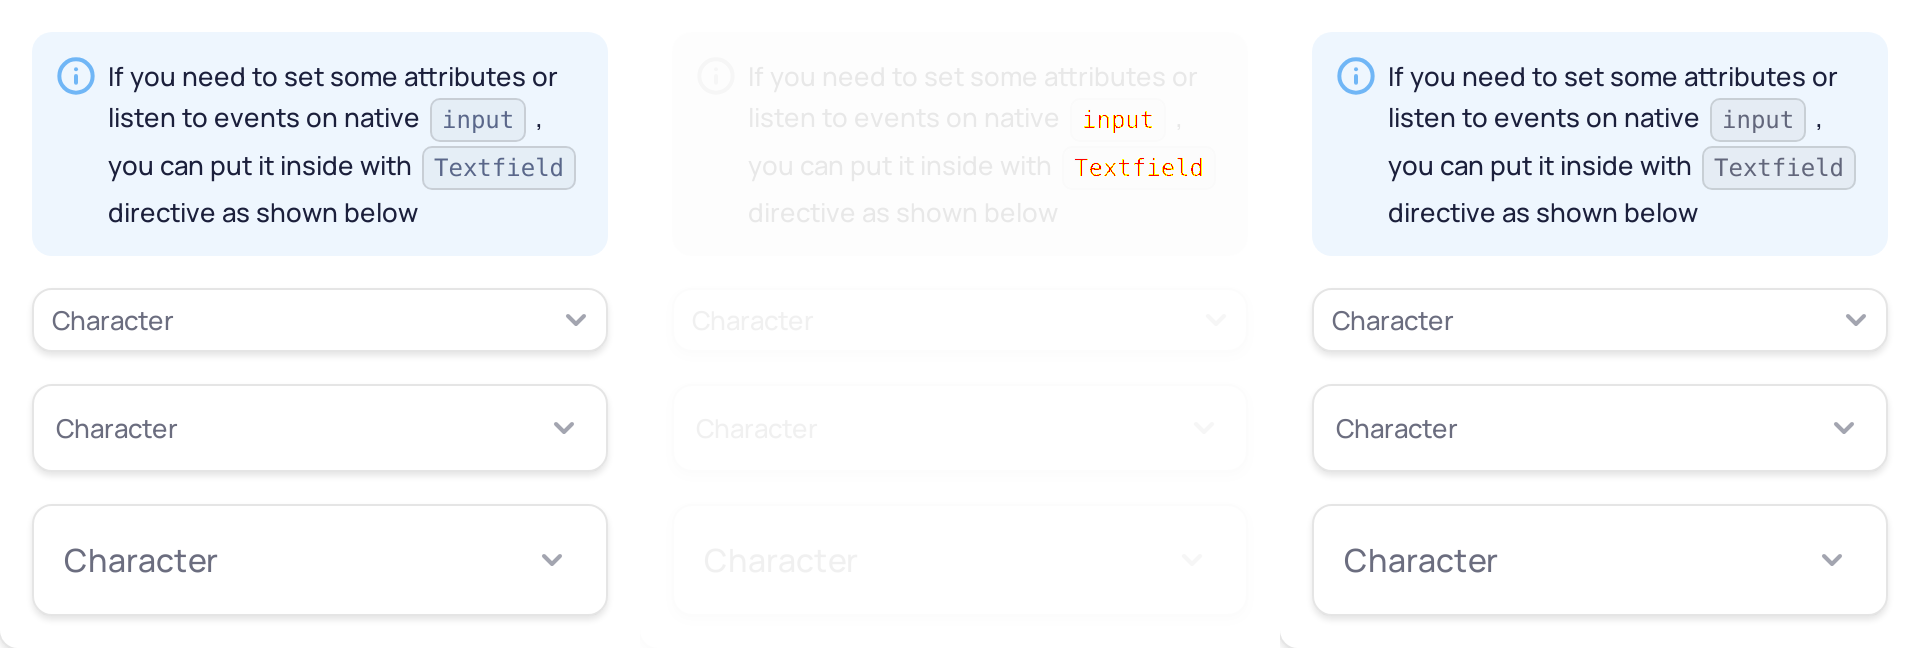 If you need to set some attributes or
listen to events on native input ,
you can put it inside with Textfield
directive as shown below
Character
Character
Character
If you need to set some attributes or
listen to events on native input ,
you can put it inside with Textfield
directive as shown below
Character
Character
Character
If you need to set some attributes or
listen to events on native input ,
you can put it inside with Textfield
directive as shown below
Character
Character
Character